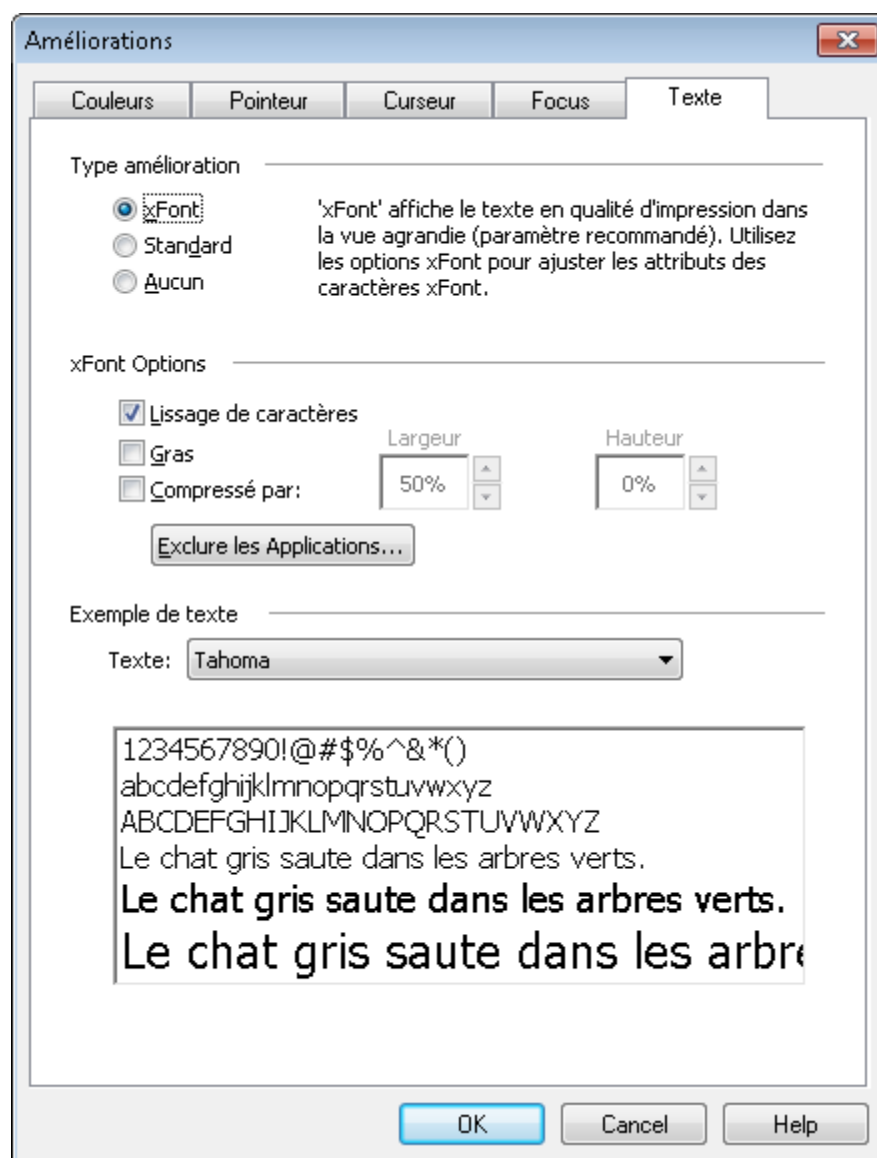 Améliorations
Couleurs Pointeur Curseur Focus Texte
Type amélioration
xFont
Standard
Aucun
'xFont' affiche le texte en qualité d'impression dans
la vue agrandie (paramètre recommandé). Utilisez
les options xFont pour ajuster les attributs des
caractères xFont.
xFont Options
Lissage de caractères
Gras
Compressé par:
Largeur
50%
Hauteur
0%
Exclure les Applications...
Exemple de texte
Texte: Tahoma
1234567890!@#$%^&*()
abcdefghijklmnopqrstuvwxyz
ABCDEFGHIJKLMNOPQRSTUVWXYZ
Le chat gris saute dans les arbres verts.
Le chat gris saute dans les arbres verts.
Le chat gris saute dans les arbre
OK Cancel Help